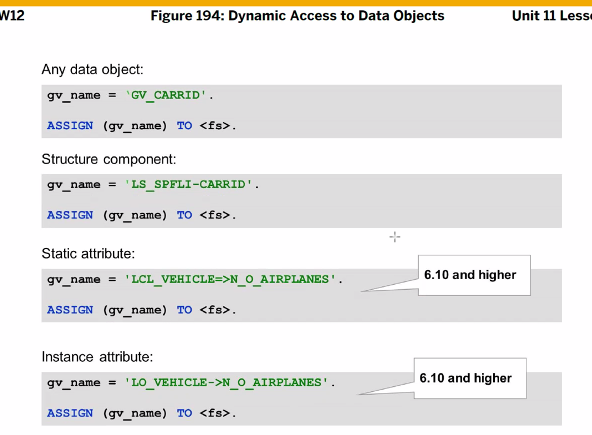 W12 Figure 194: Dynamic Access to Data Objects Unit 11 Less
Any data object:
gv_name = 'GV_CARRID'.
ASSIGN (gv_name) TO <fs>.
Structure component:
gv_name = 'LS_SPFLI-CARRID'.
ASSIGN (gv_name) TO <fs>.
Static attribute:
gv_name = 'LCL_VEHICLE=>N_O_AIRPLANES'.
6.10 and higher
ASSIGN (gv_name) TO <fs>.
Instance attribute:
gv_name = 'LO_VEHICLE->N_O_AIRPLANES'.
6.10 and higher
ASSIGN (gv_name) TO <fs>.